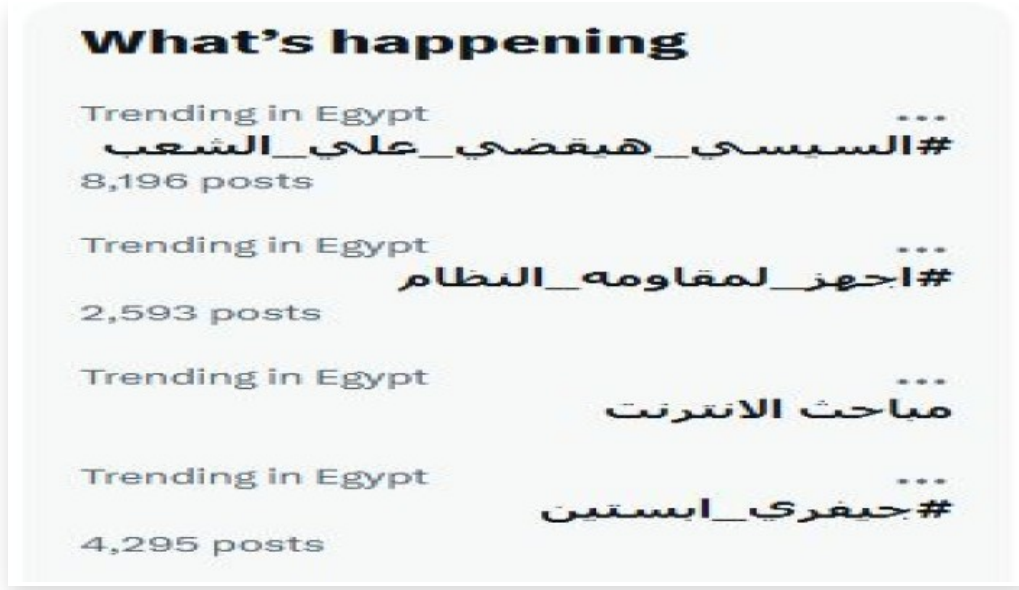 What's happening
Trending in Egypt ...
#السيسي_هيقضي_علي_الشعب
8,196 posts
Trending in Egypt ...
#اجهز_لمقاومه_النظام
2,593 posts
Trending in Egypt ...
مباحث الانترنت
Trending in Egypt ...
#جيفري_ابستين
4,295 posts